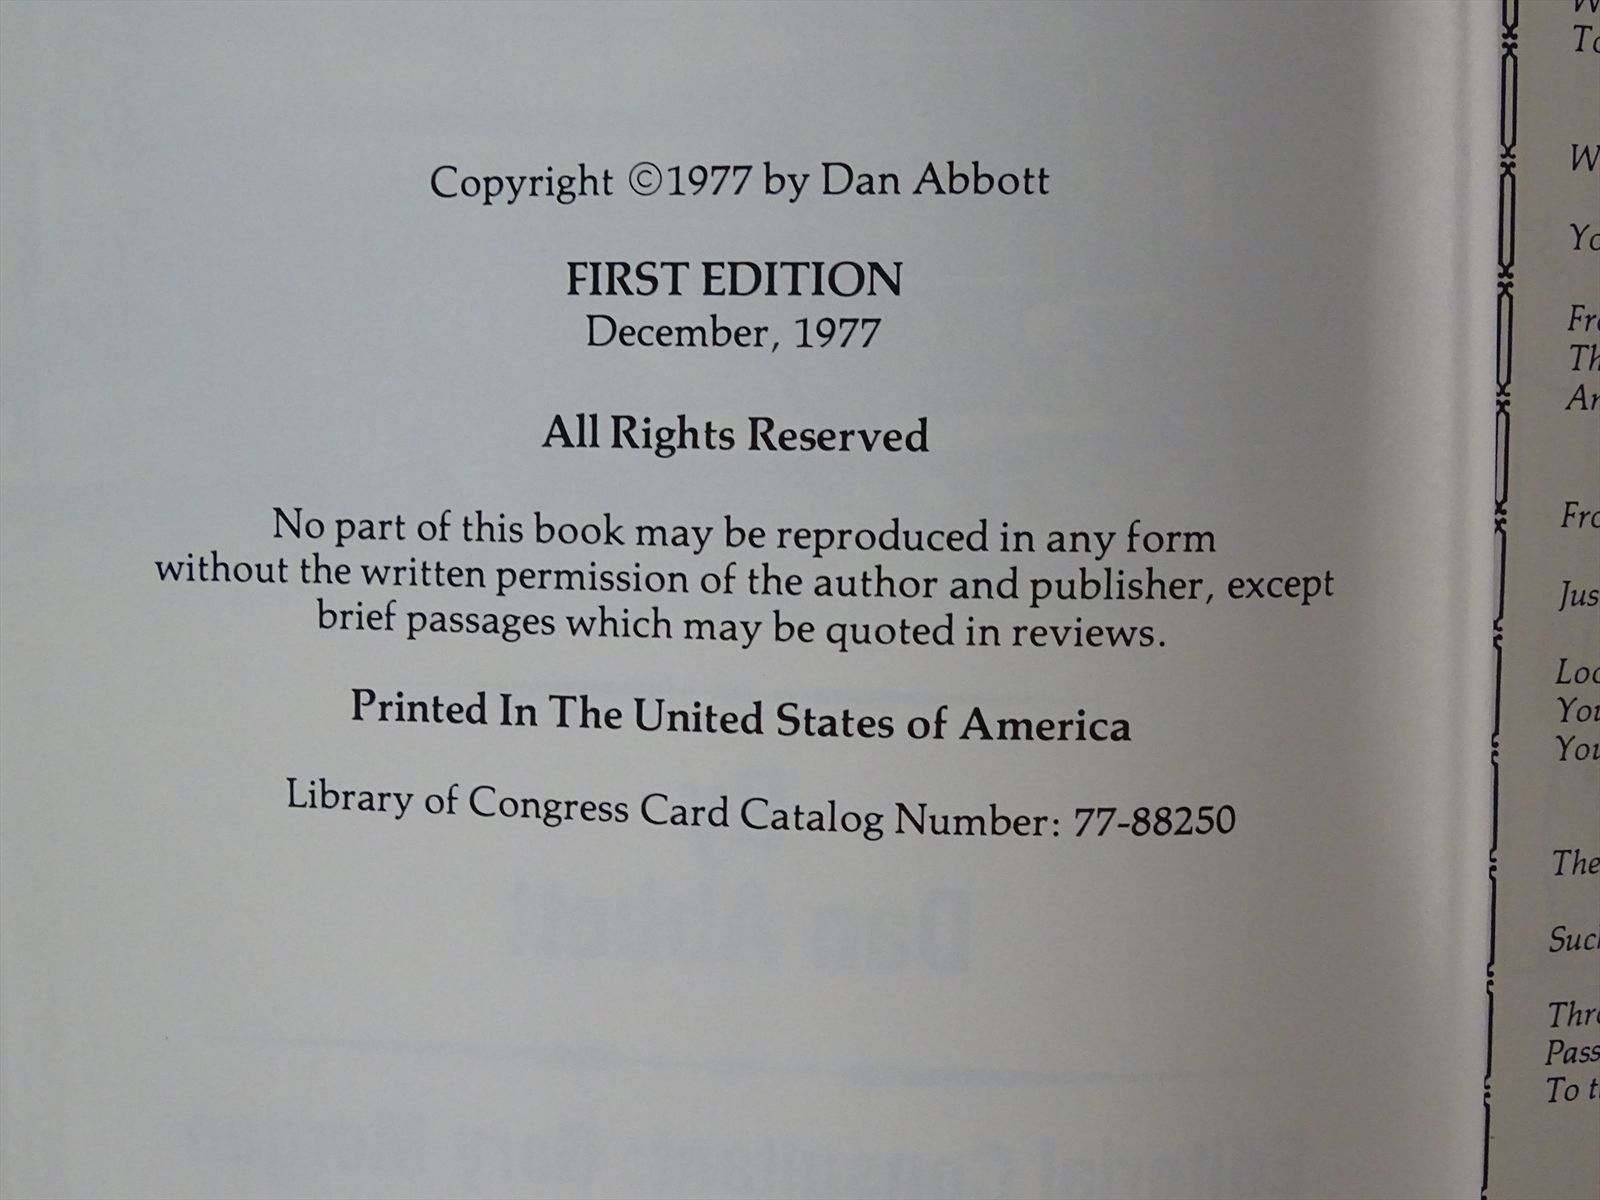 Copyright ©1977 by Dan Abbott
FIRST EDITION
December, 1977
All Rights Reserved
No part of this book may be reproduced in any form
without the written permission of the author and publisher, except
brief passages which may be quoted in reviews.
Printed In The United States of America
Library of Congress Card Catalog Number: 77-88250